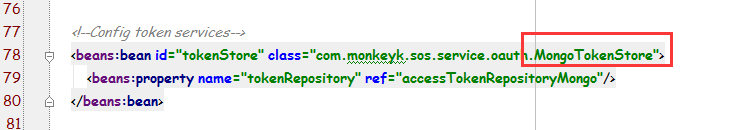 76
77 <!--Config token services-->
78 <beans:bean id="tokenStore" class="com.monkeyk.sos.service.oauth.MongoTokenStore">
79 <beans:property name="tokenRepository" ref="accessTokenRepositoryMongo"/>
80 </beans:bean>
81